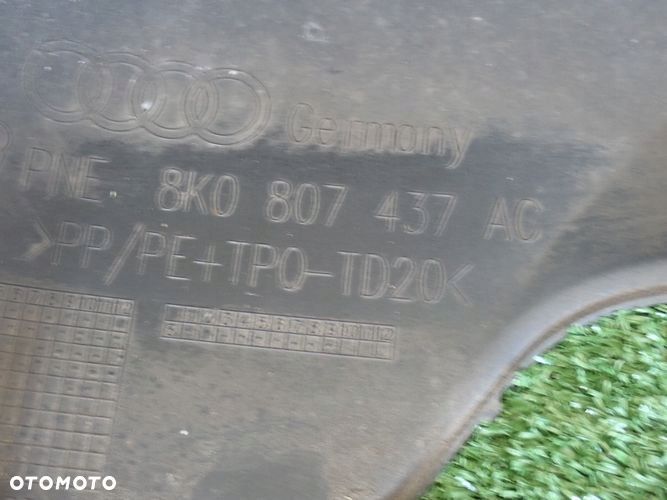 Germany
PNE 8K0 807 437 AC
>PP/PE+TPO-TD20<
OTOMOTO